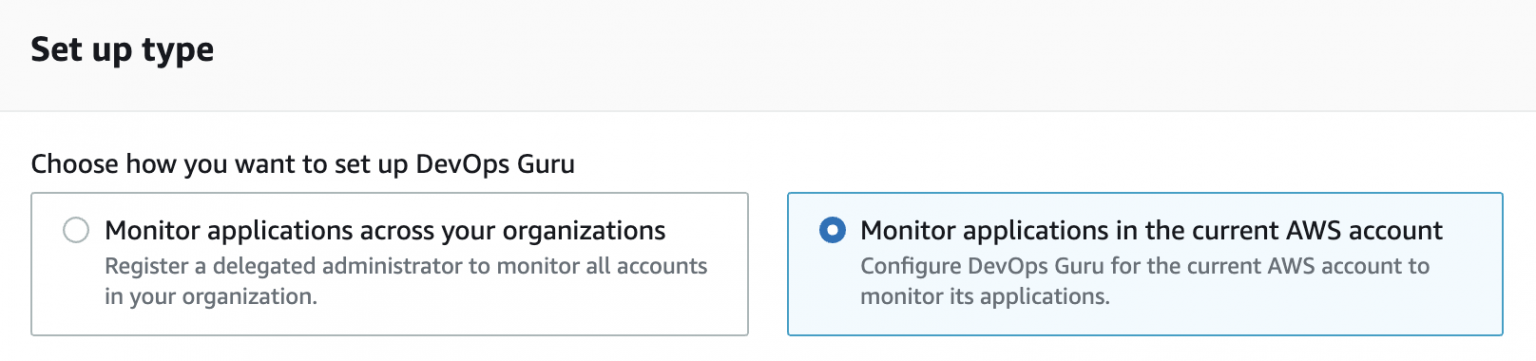 Set up type
Choose how you want to set up DevOps Guru
Monitor applications across your organizations
Register a delegated administrator to monitor all accounts
in your organization.
Monitor applications in the current AWS account
Configure DevOps Guru for the current AWS account to
monitor its applications.